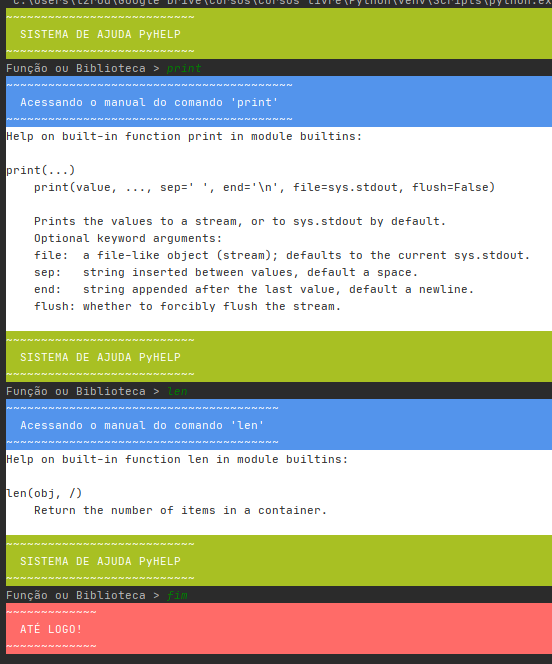 C:\Users\tzrod\Google Drive\Cursos\Cursos livre\Python\venv\Scripts\python.ex
~~~~~~~~~~~~~~~~~~~~~~~~~~~
SISTEMA DE AJUDA PyHELP
~~~~~~~~~~~~~~~~~~~~~~~~~~~
Função ou Biblioteca > print
~~~~~~~~~~~~~~~~~~~~~~~~~~~~~~~~~~~~~~~~~
Acessando o manual do comando 'print'
~~~~~~~~~~~~~~~~~~~~~~~~~~~~~~~~~~~~~~~~~
Help on built-in function print in module builtins:
print(...)
print(value, ..., sep=' ', end='\n', file=sys.stdout, flush=False)
Prints the values to a stream, or to sys.stdout by default.
Optional keyword arguments:
file:  a file-like object (stream); defaults to the current sys.stdout.
sep:   string inserted between values, default a space.
end:   string appended after the last value, default a newline.
flush: whether to forcibly flush the stream.
~~~~~~~~~~~~~~~~~~~~~~~~~~~
SISTEMA DE AJUDA PyHELP
~~~~~~~~~~~~~~~~~~~~~~~~~~~
Função ou Biblioteca > len
~~~~~~~~~~~~~~~~~~~~~~~~~~~~~~~~~~~~~~~
Acessando o manual do comando 'len'
~~~~~~~~~~~~~~~~~~~~~~~~~~~~~~~~~~~~~~~
Help on built-in function len in module builtins:
len(obj, /)
Return the number of items in a container.
~~~~~~~~~~~~~~~~~~~~~~~~~~~
SISTEMA DE AJUDA PyHELP
~~~~~~~~~~~~~~~~~~~~~~~~~~~
Função ou Biblioteca > fim
~~~~~~~~~~~~~
ATÉ LOGO!
~~~~~~~~~~~~~